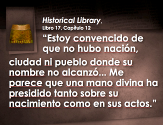 Historical Library,
Libro 17, Capítulo 12
“Estoy convencido de
que no hubo nación,
ciudad ni pueblo donde su
nombre no alcanzó... Me
parece que una mano divina ha
presidido tanto sobre su
nacimiento como en sus actos.”